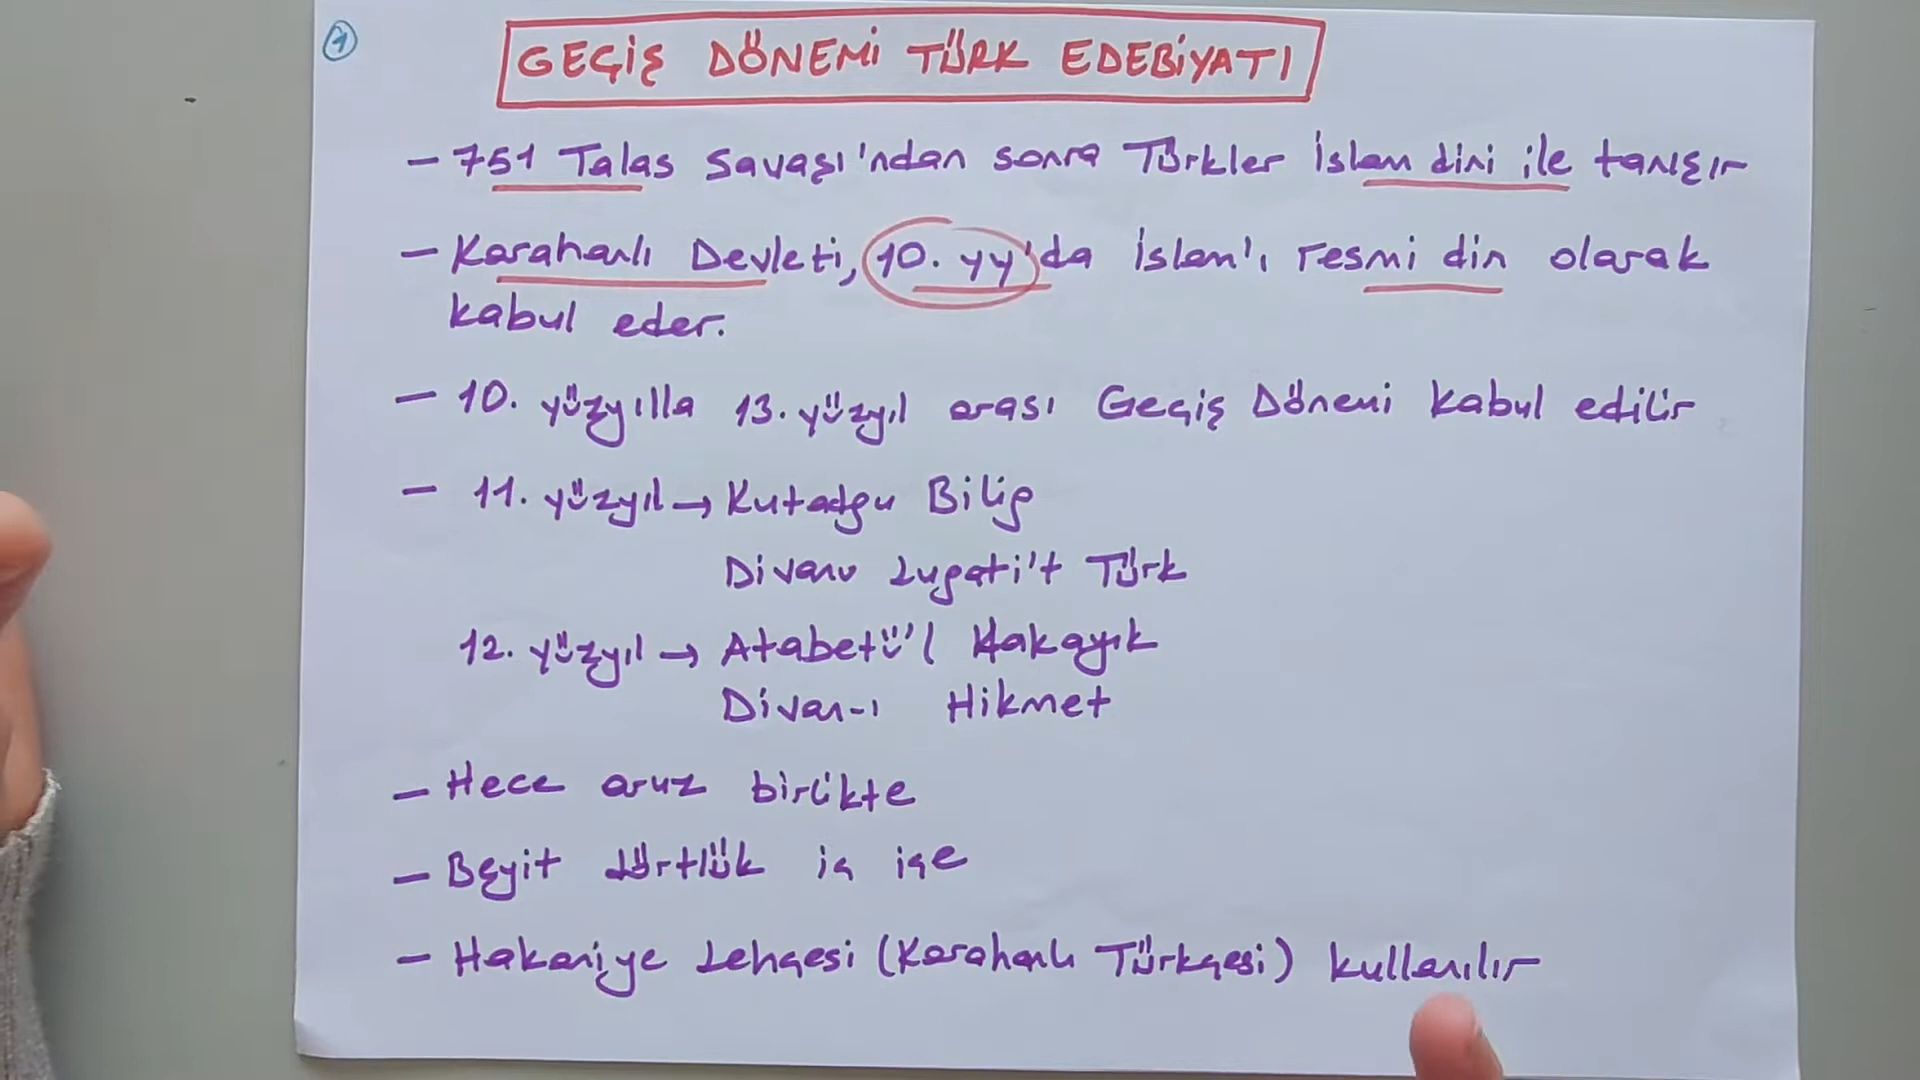 1
GEÇİŞ DÖNEMİ TÜRK EDEBİYATI
– 751 Talas Savaşı'ndan sonra Türkler İslam dini ile tanışır
– Karahanlı Devleti, 10. yy'da İslam'ı resmi din olarak
kabul eder.
– 10. yüzyılla 13. yüzyıl arası Geçiş Dönemi kabul edilir
– 11. yüzyıl → Kutadgu Bilig
Divanu Lugati't Türk
12. yüzyıl → Atabetü'l Hakayık
Divan-ı Hikmet
– Hece aruz birlikte
– Beyit dörtlük iç içe
– Hakaniye Lehçesi (Karahanlı Türkçesi) kullanılır